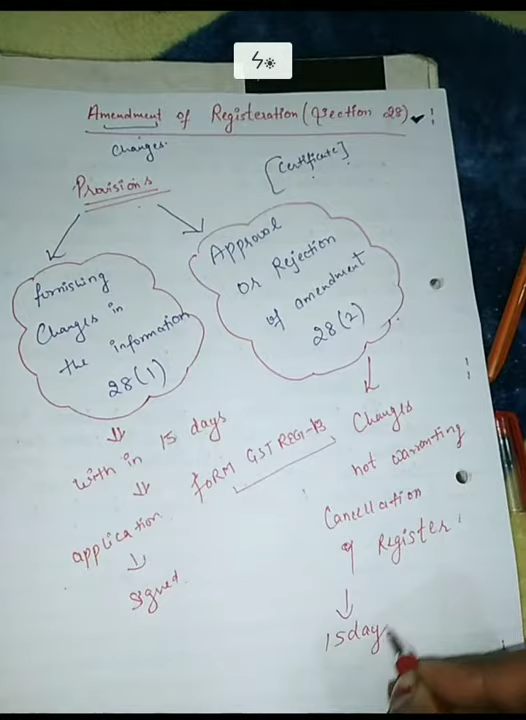 Amendment of Registeration (Section 28)
Changes.
[Certificate]
Provisions
furnishing
Changes in
the information
28(1)
Approval
or Rejection
of amendment
28(2)
with in 15 days
application
signed.
FORM GST REG-13
Changes
not warranting
Cancellation
of Register
15day